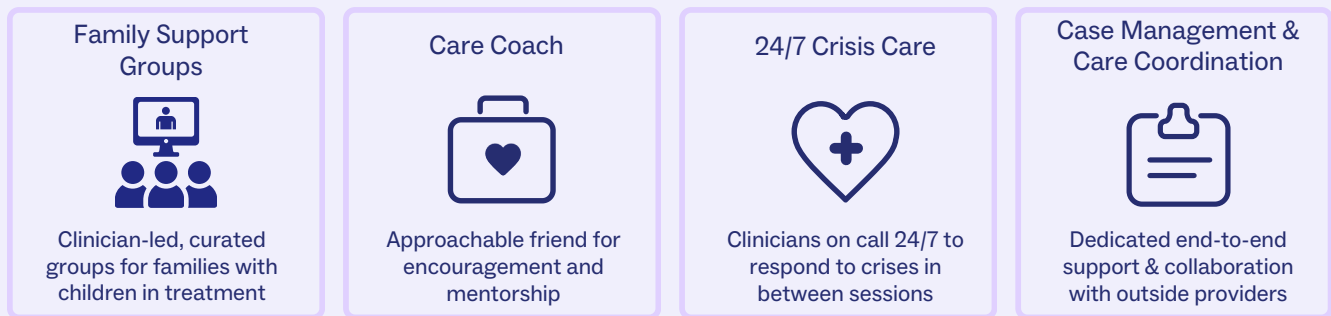 Family Support
Groups
Clinician-led, curated
groups for families with
children in treatment
Care Coach
Approachable friend for
encouragement and
mentorship
24/7 Crisis Care
Clinicians on call 24/7 to
respond to crises in
between sessions
Case Management &
Care Coordination
Dedicated end-to-end
support & collaboration
with outside providers